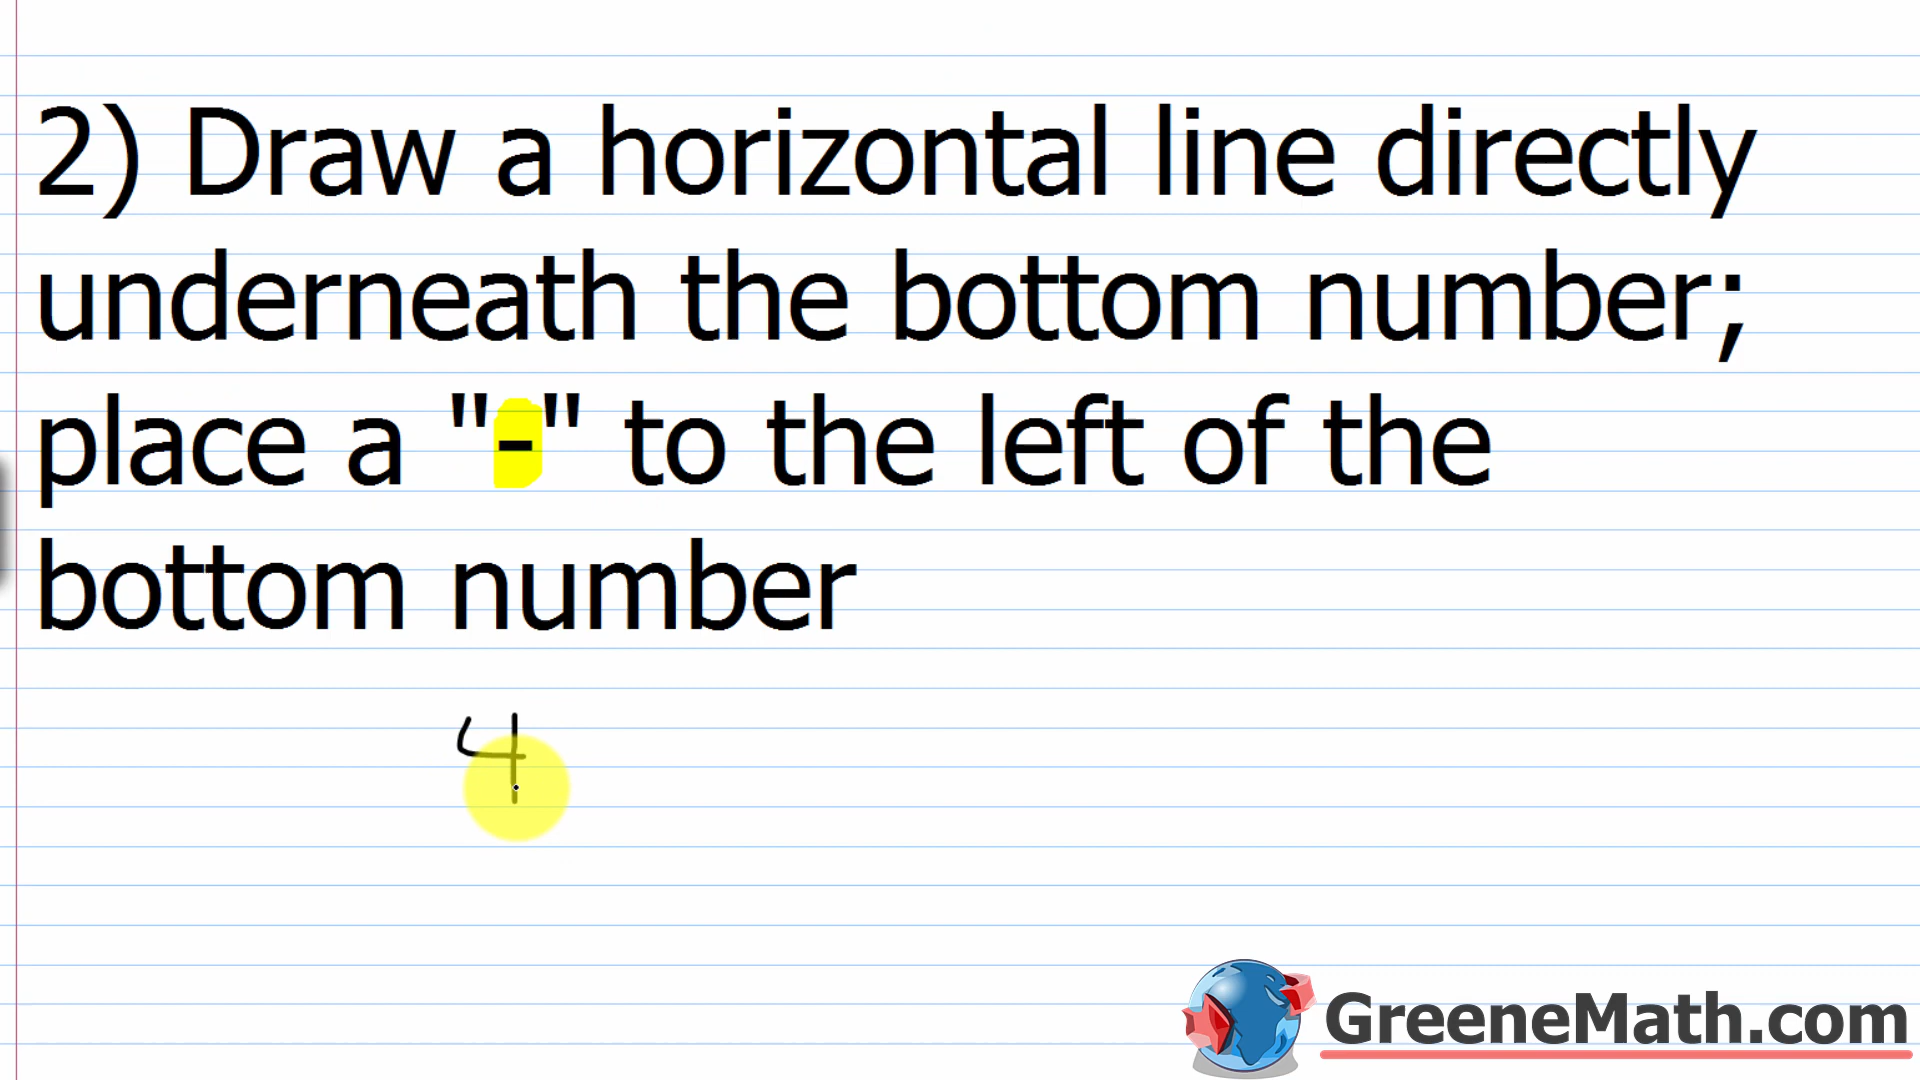 2) Draw a horizontal line directly
underneath the bottom number;
place a "-" to the left of the
bottom number
4
GreeneMath.com